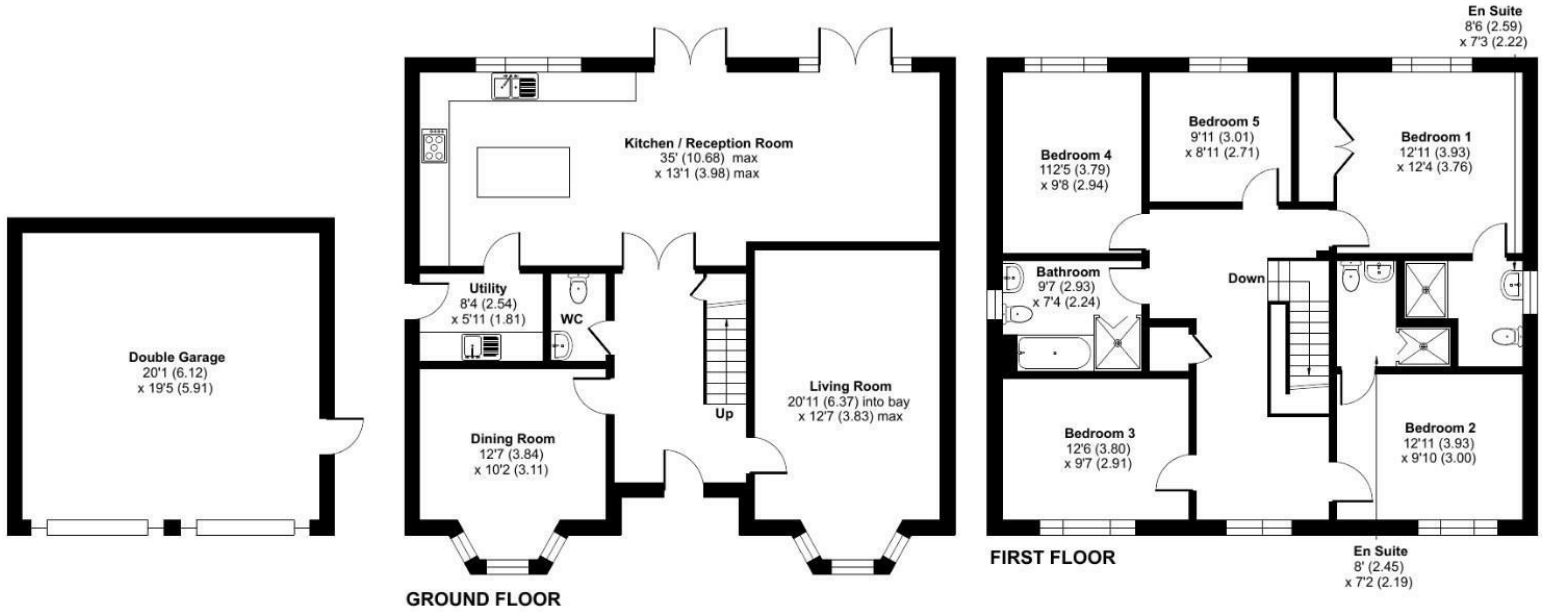 Double Garage
20'1 (6.12)
x 19'5 (5.91)
Kitchen / Reception Room
35' (10.68) max
x 13'1 (3.98) max
Utility
8'4 (2.54)
x 5'11 (1.81)
WC
Dining Room
12'7 (3.84)
x 10'2 (3.11)
Up
Living Room
20'11 (6.37) into bay
x 12'7 (3.83) max
GROUND FLOOR
En Suite
8'6 (2.59)
x 7'3 (2.22)
Bedroom 4
112'5 (3.79)
x 9'8 (2.94)
Bedroom 5
9'11 (3.01)
x 8'11 (2.71)
Bedroom 1
12'11 (3.93)
x 12'4 (3.76)
Bathroom
9'7 (2.93)
x 7'4 (2.24)
Down
Bedroom 3
12'6 (3.80)
x 9'7 (2.91)
Bedroom 2
12'11 (3.93)
x 9'10 (3.00)
En Suite
8' (2.45)
x 7'2 (2.19)
FIRST FLOOR